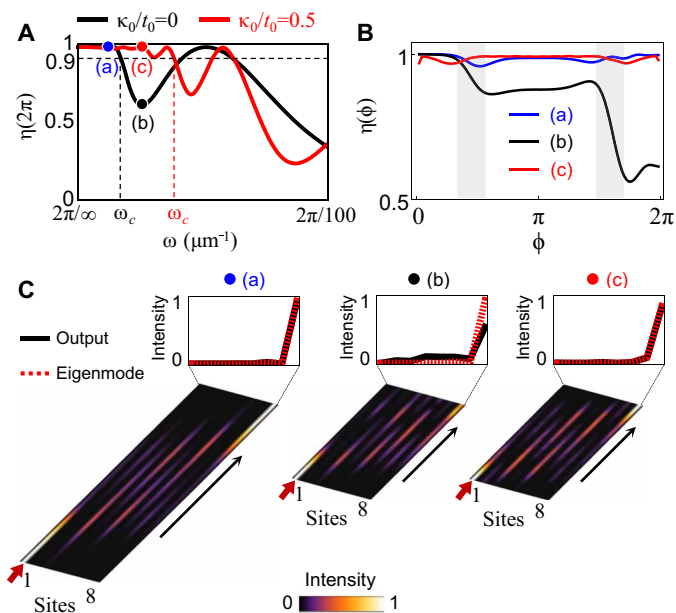 κ₀/t₀=0 κ₀/t₀=0.5
A
η(2π)
1
0.9
0.5
0
(a) (c)
(b)
2π/∞ ω_c ω_c 2π/100
ω (μm⁻¹)
B
η(ϕ)
1
0.5
(a)
(b)
(c)
0 π 2π
ϕ
C
(a) (b) (c)
Output
Eigenmode
Intensity 1 0
Intensity 1 0
Intensity 1 0
1 Sites 8
1 Sites 8
1 Sites 8
Intensity
0 1